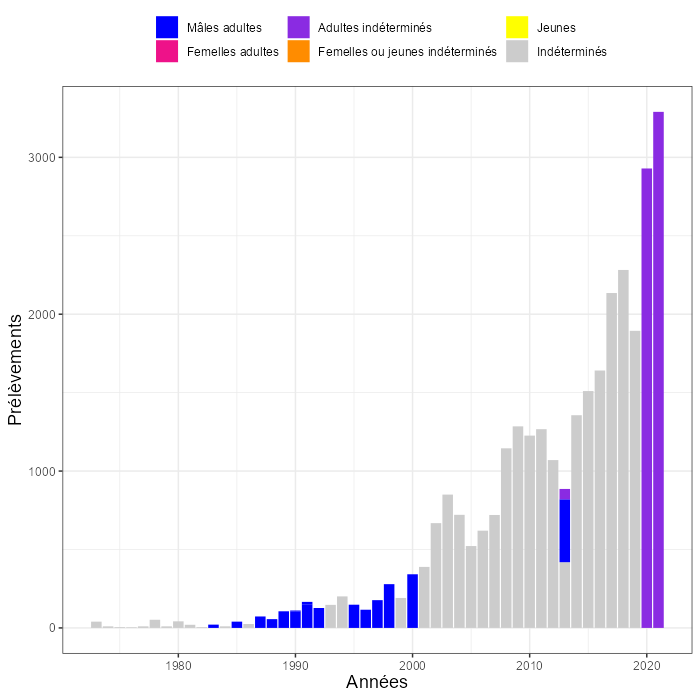 Mâles adultes
Adultes indéterminés
Jeunes
Femelles adultes
Femelles ou jeunes indéterminés
Indéterminés
3000
2000
1000
0
Prélèvements
1980
1990
2000
2010
2020
Années